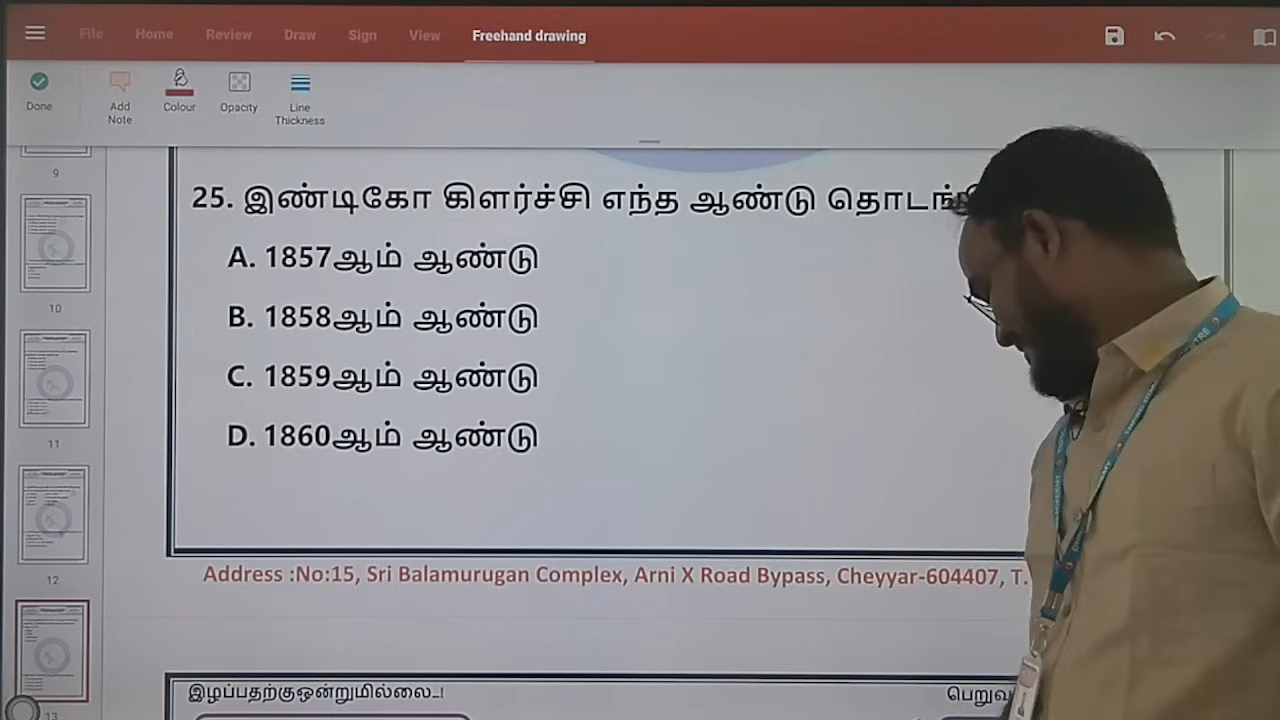 File Home Review Draw Sign View Freehand drawing
Done Add Note Colour Opacity Line Thickness
9
25. இண்டிகோ கிளர்ச்சி எந்த ஆண்டு
A. 1857ஆம் ஆண்டு
B. 1858ஆம் ஆண்டு
C. 1859ஆம் ஆண்டு
D. 1860ஆம் ஆண்டு
10
11
12
13
Address :No:15, Sri Balamurugan Complex, Arni X Road Bypass, Cheyyar-604407, T.
இழப்பதற்குஒன்றுமில்லை..!